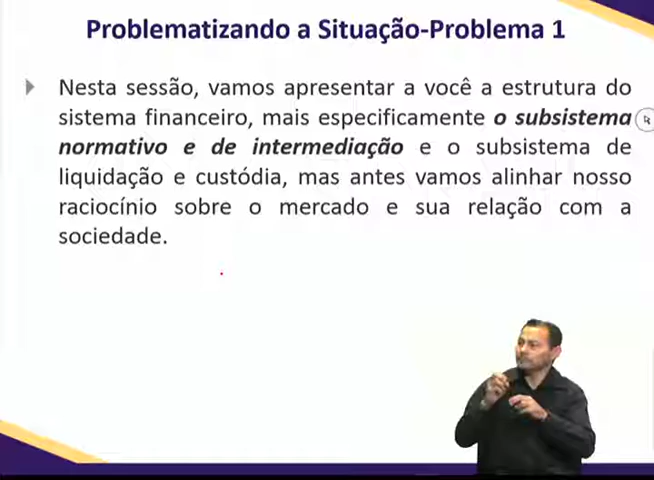 Problematizando a Situação-Problema 1
Nesta sessão, vamos apresentar a você a estrutura do
sistema financeiro, mais especificamente o subsistema
normativo e de intermediação e o subsistema de
liquidação e custódia, mas antes vamos alinhar nosso
raciocínio sobre o mercado e sua relação com a
sociedade.